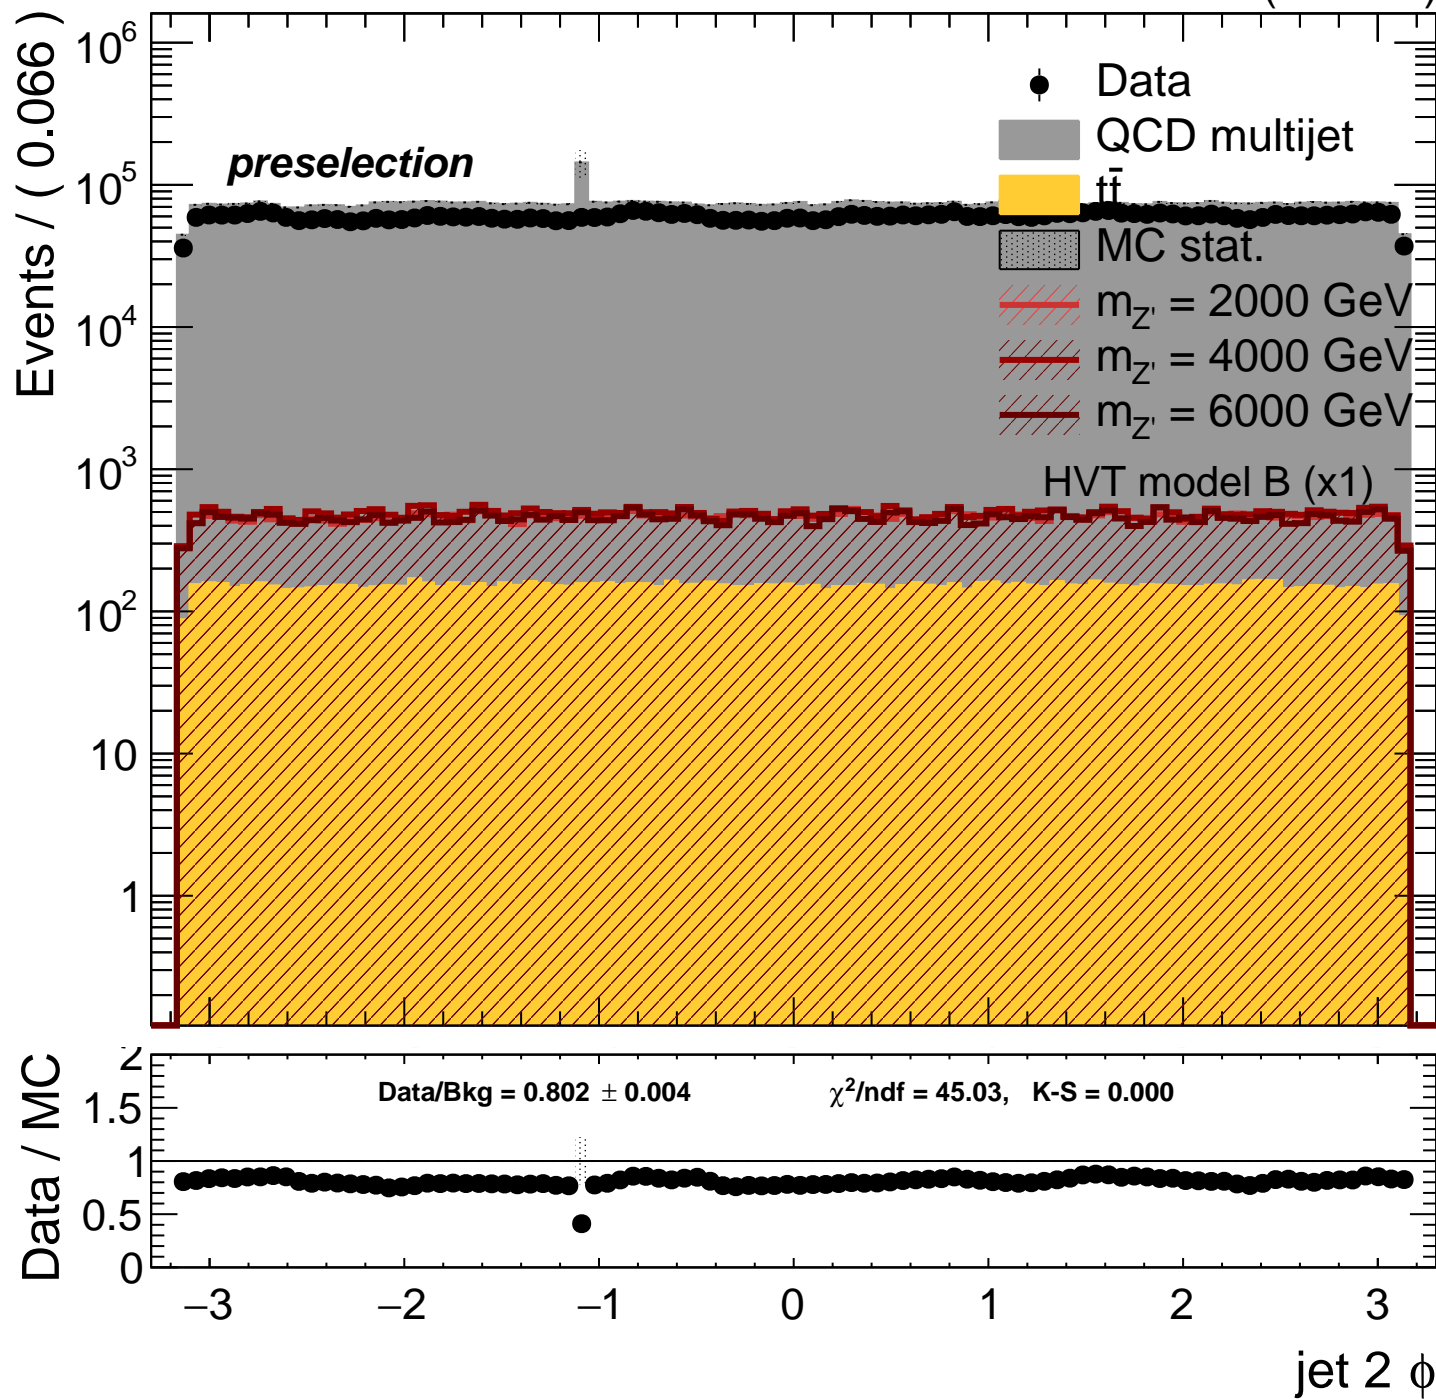 Events / ( 0.066 )
10^6
10^5
10^4
10^3
10^2
10
1
preselection
Data
QCD multijet
tt̄
MC stat.
m_Z' = 2000 GeV
m_Z' = 4000 GeV
m_Z' = 6000 GeV
HVT model B (x1)
Data / MC
2
1.5
1
0.5
0
Data/Bkg = 0.802 ± 0.004
χ²/ndf = 45.03, K-S = 0.000
−3 −2 −1 0 1 2 3
jet 2 ϕ